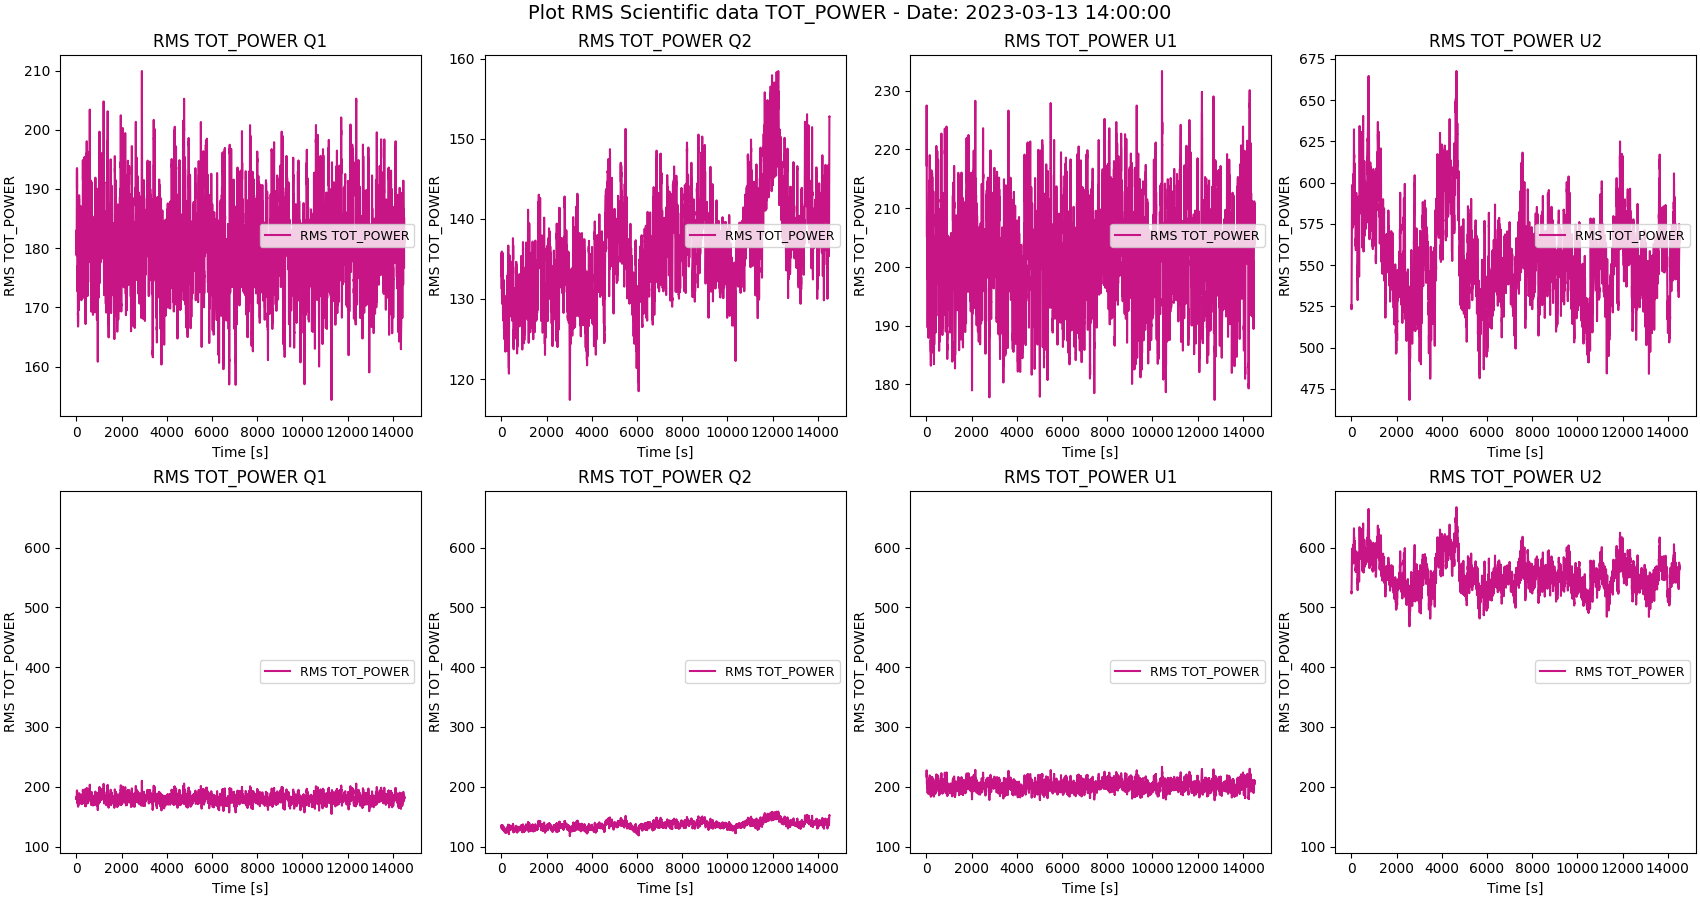 Plot RMS Scientific data TOT_POWER - Date: 2023-03-13 14:00:00
RMS TOT_POWER Q1
RMS TOT_POWER
210
200
190
180
170
160
RMS TOT_POWER
0 2000 4000 6000 8000 10000 12000 14000
Time [s]
RMS TOT_POWER Q2
RMS TOT_POWER
160
150
140
130
120
RMS TOT_POWER
0 2000 4000 6000 8000 10000 12000 14000
Time [s]
RMS TOT_POWER U1
RMS TOT_POWER
230
220
210
200
190
180
RMS TOT_POWER
0 2000 4000 6000 8000 10000 12000 14000
Time [s]
RMS TOT_POWER U2
RMS TOT_POWER
675
650
625
600
575
550
525
500
475
RMS TOT_POWER
0 2000 4000 6000 8000 10000 12000 14000
Time [s]
RMS TOT_POWER Q1
RMS TOT_POWER
600
500
400
300
200
100
RMS TOT_POWER
0 2000 4000 6000 8000 10000 12000 14000
Time [s]
RMS TOT_POWER Q2
RMS TOT_POWER
600
500
400
300
200
100
RMS TOT_POWER
0 2000 4000 6000 8000 10000 12000 14000
Time [s]
RMS TOT_POWER U1
RMS TOT_POWER
600
500
400
300
200
100
RMS TOT_POWER
0 2000 4000 6000 8000 10000 12000 14000
Time [s]
RMS TOT_POWER U2
RMS TOT_POWER
600
500
400
300
200
100
RMS TOT_POWER
0 2000 4000 6000 8000 10000 12000 14000
Time [s]